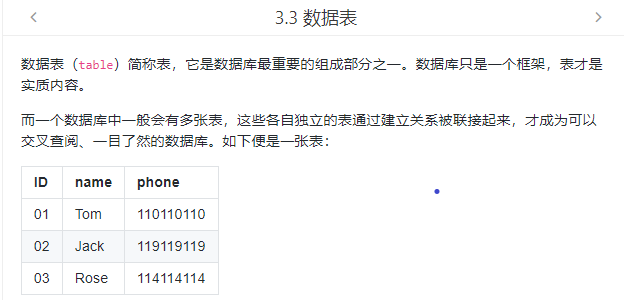 3.3 数据表
数据表（table）简称表，它是数据库最重要的组成部分之一。数据库只是一个框架，表才是
实质内容。
而一个数据库中一般会有多张表，这些各自独立的表通过建立关系被联接起来，才成为可以
交叉查阅、一目了然的数据库。如下便是一张表：
ID name phone
01 Tom 110110110
02 Jack 119119119
03 Rose 114114114